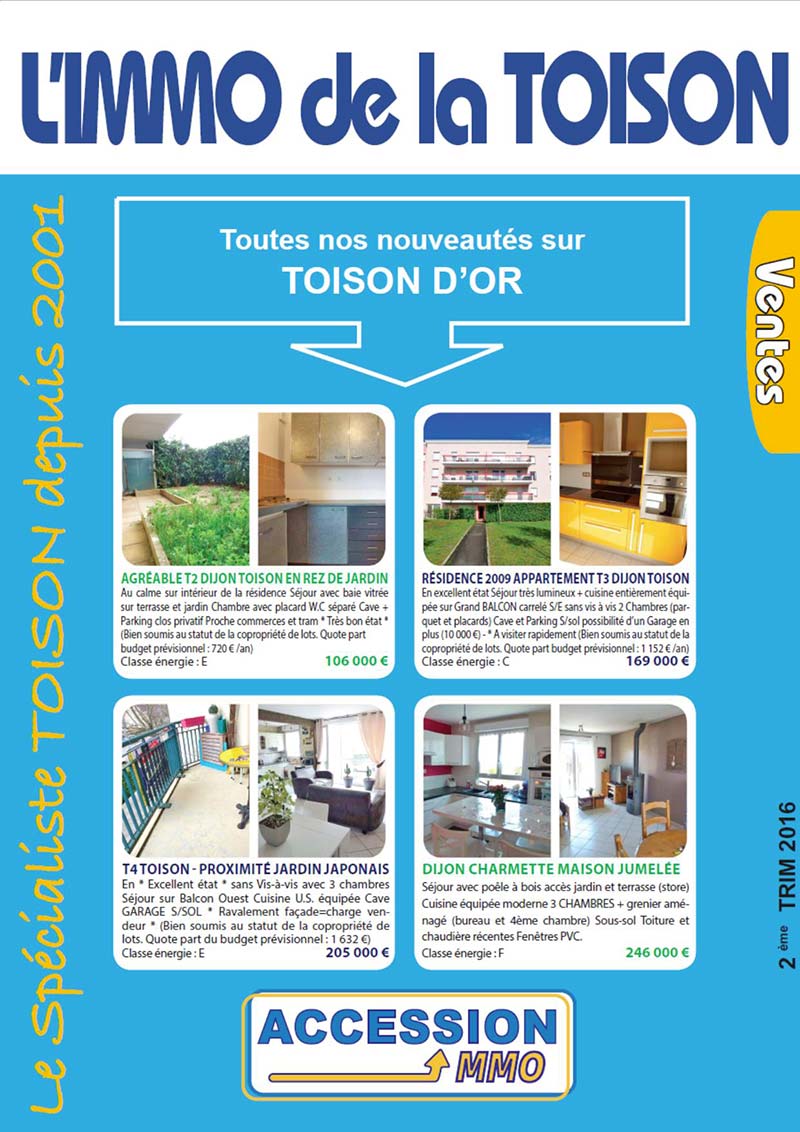 L'IMMO de la TOISON
Le Spécialiste TOISON depuis 2001
Toutes nos nouveautés sur
TOISON D'OR
Ventes
AGRÉABLE T2 DIJON TOISON EN REZ DE JARDIN
Au calme sur intérieur de la résidence Séjour avec baie vitrée
sur terrasse et jardin Chambre avec placard W.C séparé Cave +
Parking clos privatif Proche commerces et tram * Très bon état *
(Bien soumis au statut de la copropriété de lots. Quote part
budget prévisionnel : 720 € /an)
Classe énergie : E 106 000 €
RÉSIDENCE 2009 APPARTEMENT T3 DIJON TOISON
En excellent état Séjour très lumineux + cuisine entièrement équi-
pée sur Grand BALCON carrelé S/E sans vis à vis 2 Chambres (par-
quet et placards) Cave et Parking S/sol possibilité d'un Garage en
plus (10 000 €) - * A visiter rapidement (Bien soumis au statut de la
copropriété de lots. Quote part budget prévisionnel : 1 152 € /an)
Classe énergie : C 169 000 €
T4 TOISON - PROXIMITÉ JARDIN JAPONAIS
En * Excellent état * sans Vis-à-vis avec 3 chambres
Séjour sur Balcon Ouest Cuisine U.S. équipée Cave
GARAGE S/SOL * Ravalement façade=charge ven-
deur * (Bien soumis au statut de la copropriété de
lots. Quote part du budget prévisionnel : 1 632 €)
Classe énergie : E 205 000 €
DIJON CHARMETTE MAISON JUMELÉE
Séjour avec poêle à bois accès jardin et terrasse (store)
Cuisine équipée moderne 3 CHAMBRES + grenier amé-
nagé (bureau et 4ème chambre) Sous-sol Toiture et
chaudière récentes Fenêtres PVC.
Classe énergie : F 246 000 €
2 ème TRIM 2016
ACCESSION
IMMO